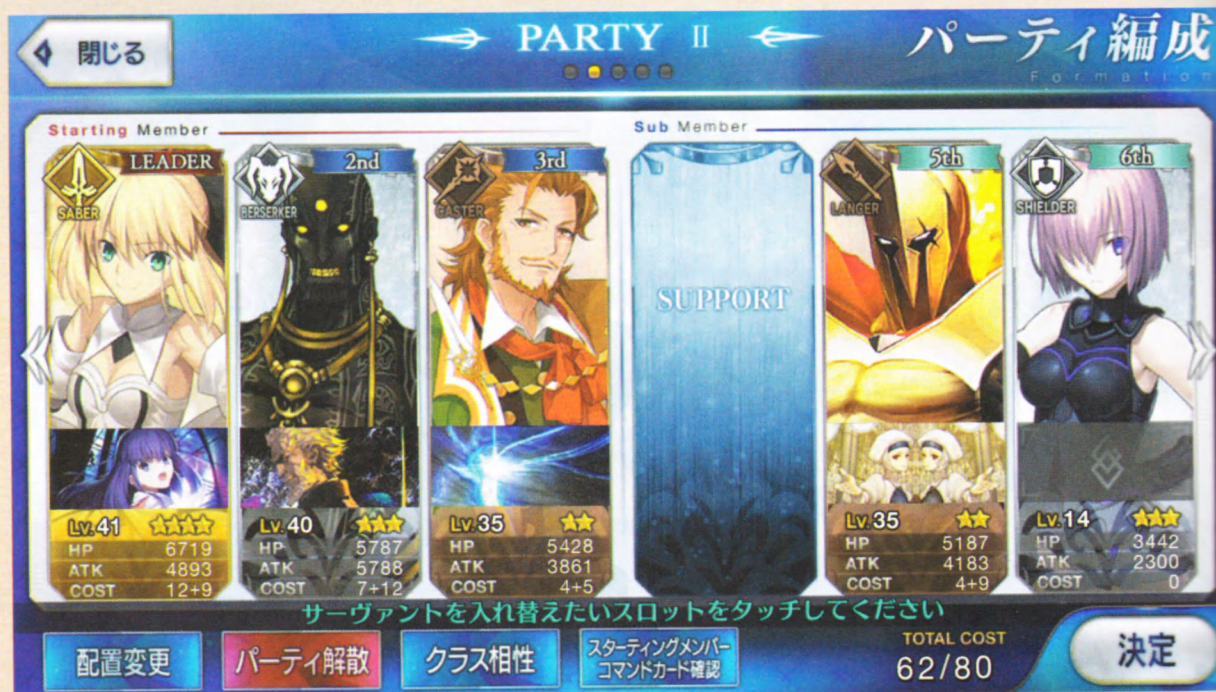 閉じる
PARTY II
パーティ編成
Formation
Starting Member
Sub Member
SABER
LEADER
BERSERKER
2nd
CASTER
3rd
SUPPORT
LANCER
5th
SHIELDER
6th
Lv.41
HP 6719
ATK 4893
COST 12+9
Lv.40
HP 5787
ATK 5788
COST 7+12
Lv.35
HP 5428
ATK 3861
COST 4+5
Lv.35
HP 5187
ATK 4183
COST 4+9
Lv.14
HP 3442
ATK 2300
COST 0
サーヴァントを入れ替えたいスロットをタッチしてください
配置変更
パーティ解散
クラス相性
スターティングメンバー
コマンドカード確認
TOTAL COST
62/80
決定